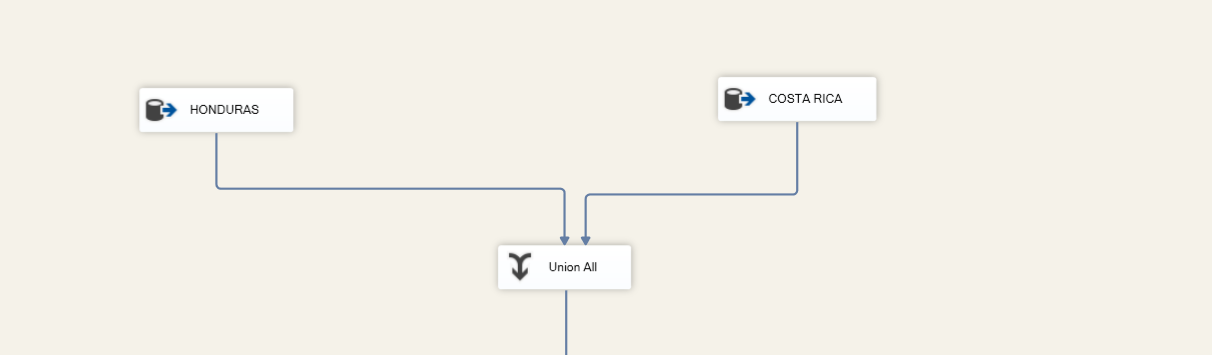 HONDURAS
COSTA RICA
Union All